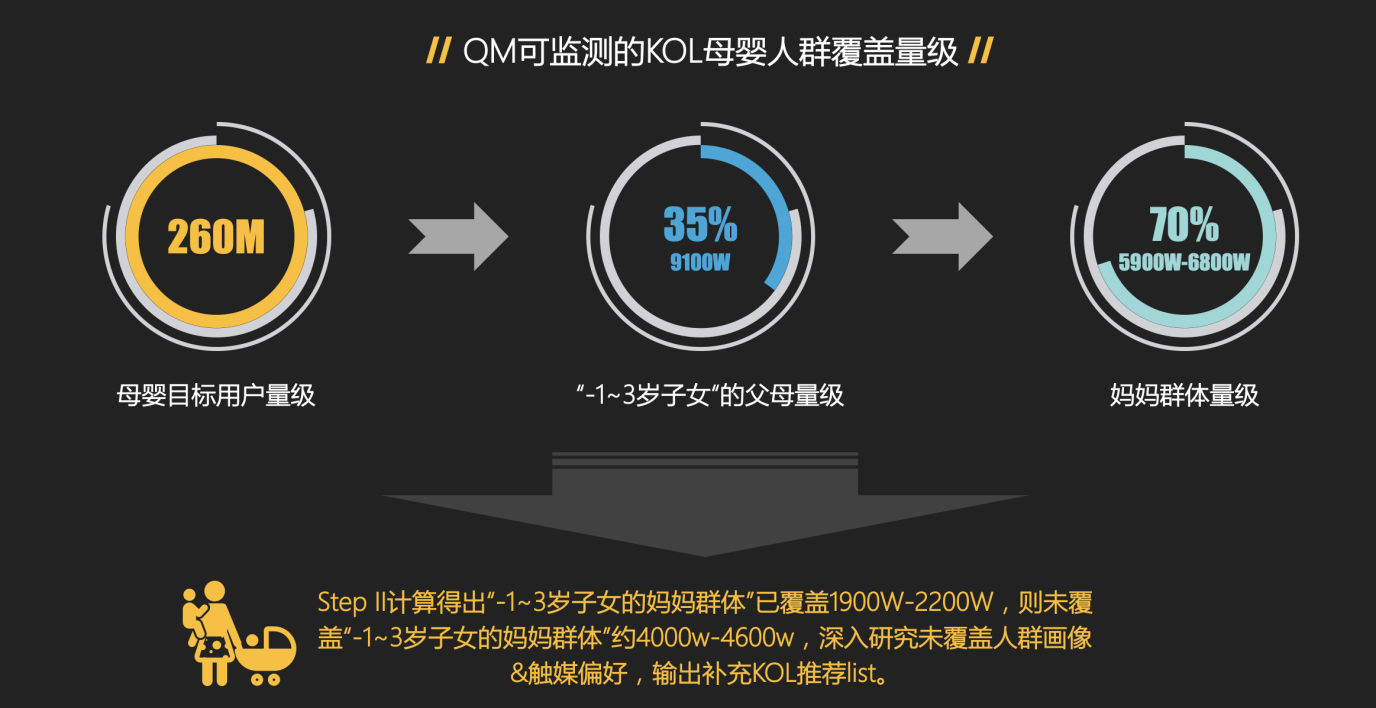 // QM可监测的KOL母婴人群覆盖量级 //
260M
35%
9100W
70%
5900W-6800W
母婴目标用户量级
“-1~3岁子女“的父母量级
妈妈群体量级
Step II计算得出“-1~3岁子女的妈妈群体”已覆盖1900W-2200W，则未覆
盖“-1~3岁子女的妈妈群体”约4000w-4600w，深入研究未覆盖人群画像
&触媒偏好，输出补充KOL推荐list。